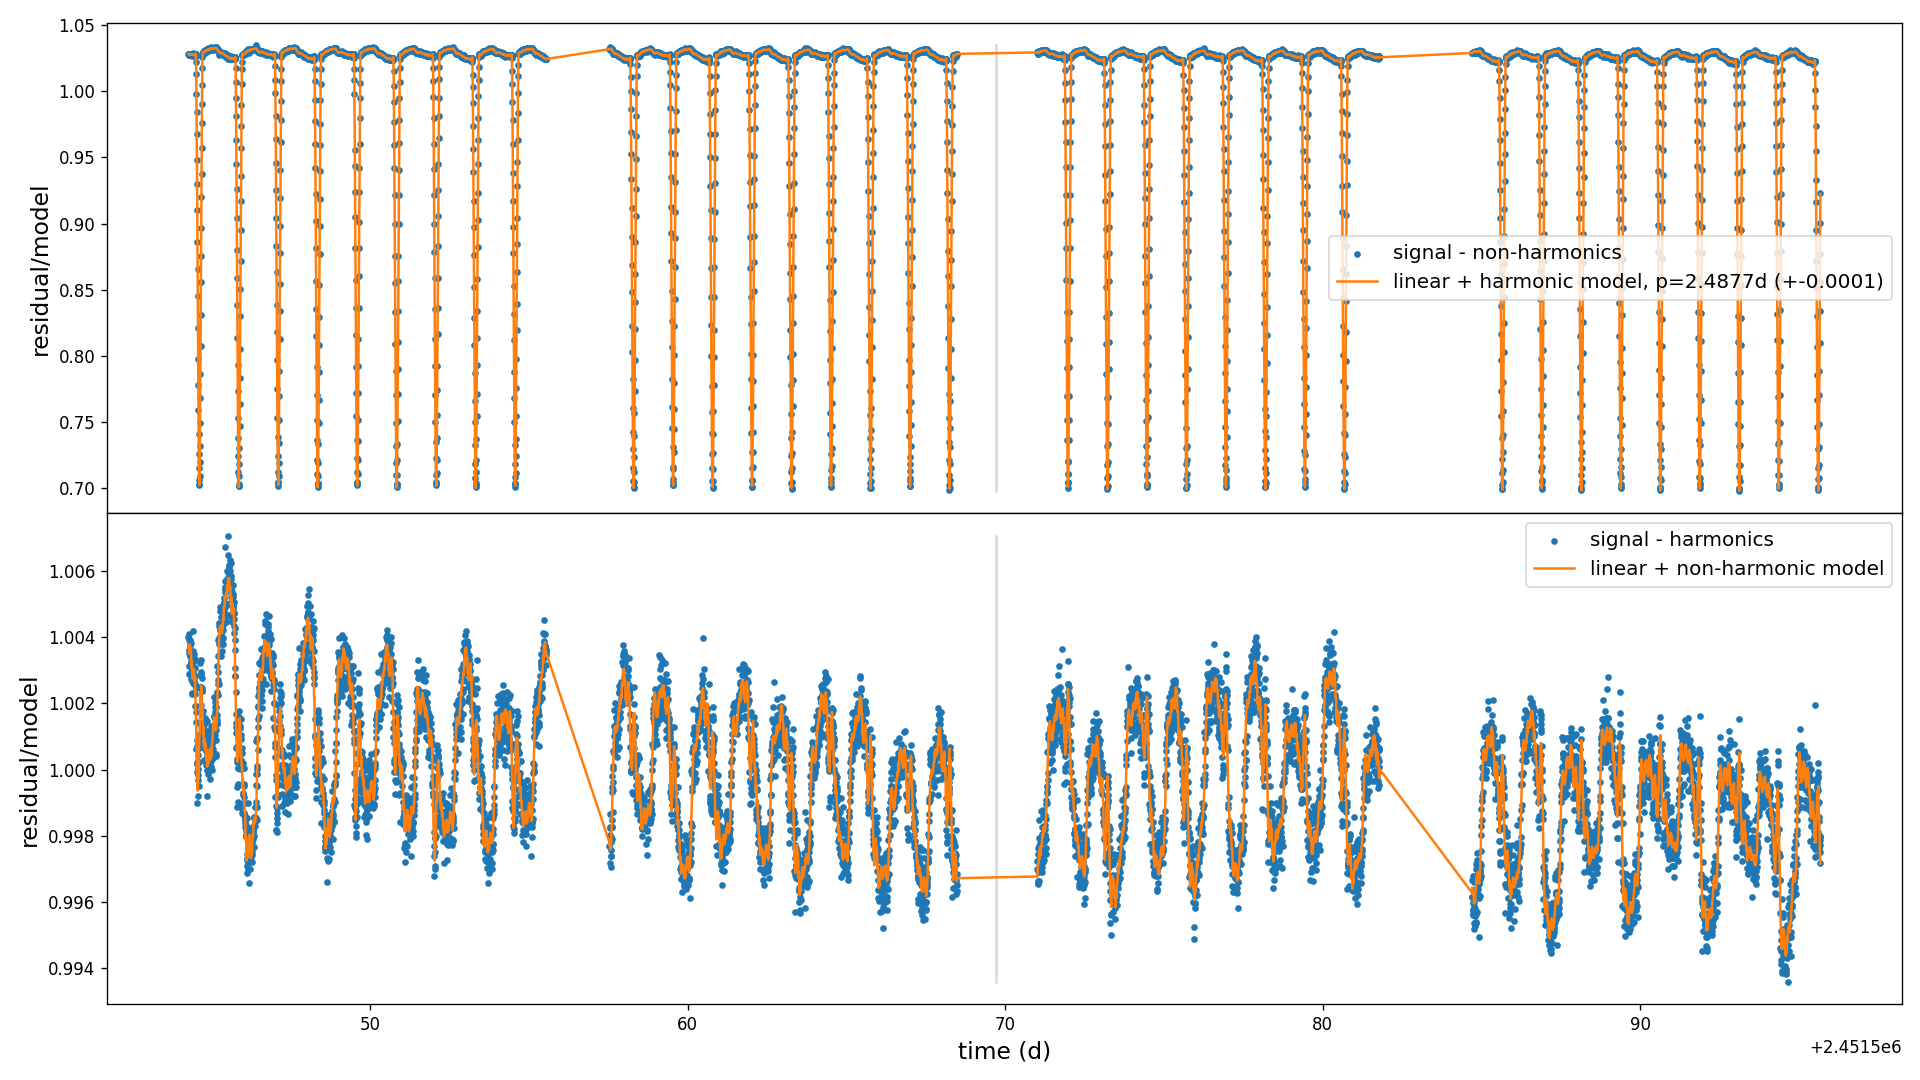 1.05
1.00
0.95
0.90
0.85
0.80
0.75
0.70
residual/model
signal - non-harmonics
linear + harmonic model, p=2.4877d (+-0.0001)
1.006
1.004
1.002
1.000
0.998
0.996
0.994
residual/model
signal - harmonics
linear + non-harmonic model
50
60
70
80
90
time (d)
+2.4515e6